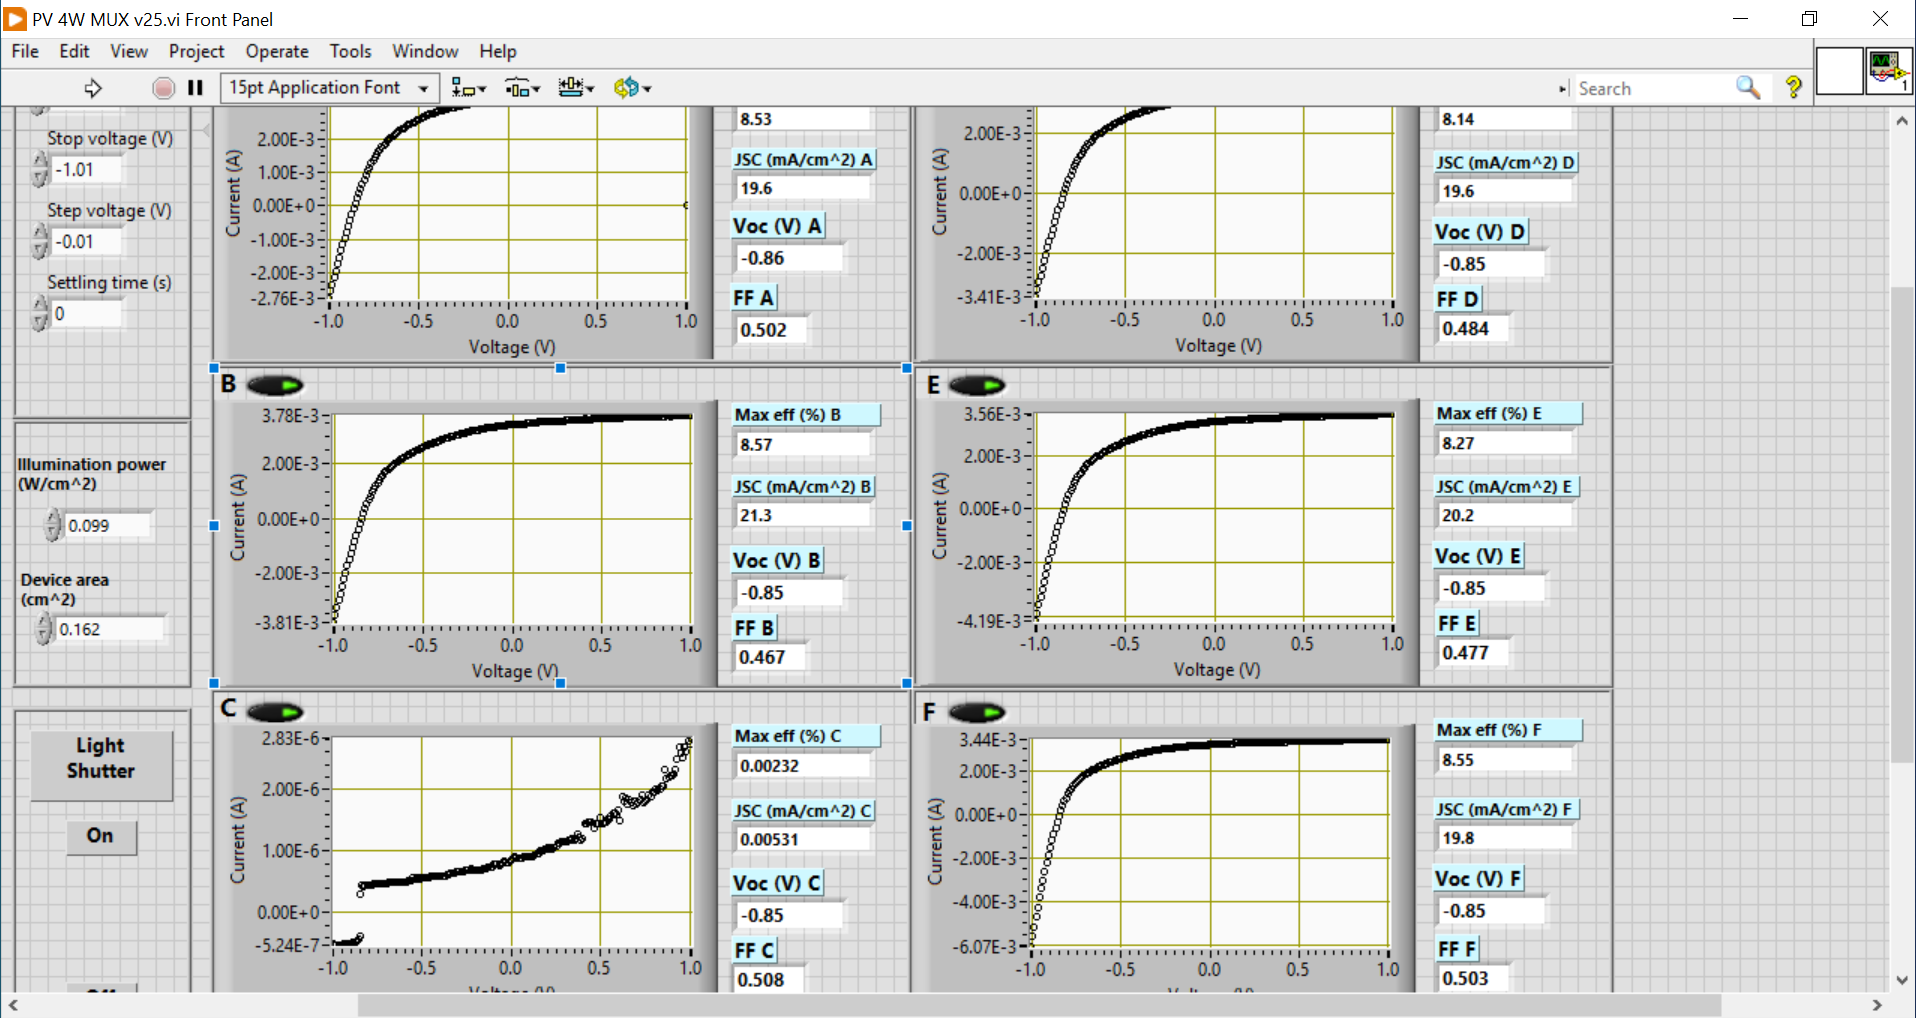 PV 4W MUX v25.vi Front Panel
File Edit View Project Operate Tools Window Help
15pt Application Font
Search
1
Stop voltage (V)
-1.01
Step voltage (V)
-0.01
Settling time (s)
0
Illumination power
(W/cm^2)
0.099
Device area
(cm^2)
0.162
Light
Shutter
On
Current (A)
2.00E-3
1.00E-3
0.00E+0
-1.00E-3
-2.00E-3
-2.76E-3
-1.0 -0.5 0.0 0.5 1.0
Voltage (V)
8.53
JSC (mA/cm^2) A
19.6
Voc (V) A
-0.86
FF A
0.502
Current (A)
2.00E-3
0.00E+0
-2.00E-3
-3.41E-3
-1.0 -0.5 0.0 0.5 1.0
Voltage (V)
8.14
JSC (mA/cm^2) D
19.6
Voc (V) D
-0.85
FF D
0.484
B
Current (A)
3.78E-3
2.00E-3
0.00E+0
-2.00E-3
-3.81E-3
-1.0 -0.5 0.0 0.5 1.0
Voltage (V)
Max eff (%) B
8.57
JSC (mA/cm^2) B
21.3
Voc (V) B
-0.85
FF B
0.467
E
Current (A)
3.56E-3
2.00E-3
0.00E+0
-2.00E-3
-4.19E-3
-1.0 -0.5 0.0 0.5 1.0
Voltage (V)
Max eff (%) E
8.27
JSC (mA/cm^2) E
20.2
Voc (V) E
-0.85
FF E
0.477
C
Current (A)
2.83E-6
2.00E-6
1.00E-6
0.00E+0
-5.24E-7
-1.0 -0.5 0.0 0.5 1.0
Max eff (%) C
0.00232
JSC (mA/cm^2) C
0.00531
Voc (V) C
-0.85
FF C
0.508
F
Current (A)
3.44E-3
2.00E-3
0.00E+0
-2.00E-3
-4.00E-3
-6.07E-3
-1.0 -0.5 0.0 0.5 1.0
Max eff (%) F
8.55
JSC (mA/cm^2) F
19.8
Voc (V) F
-0.85
FF F
0.503